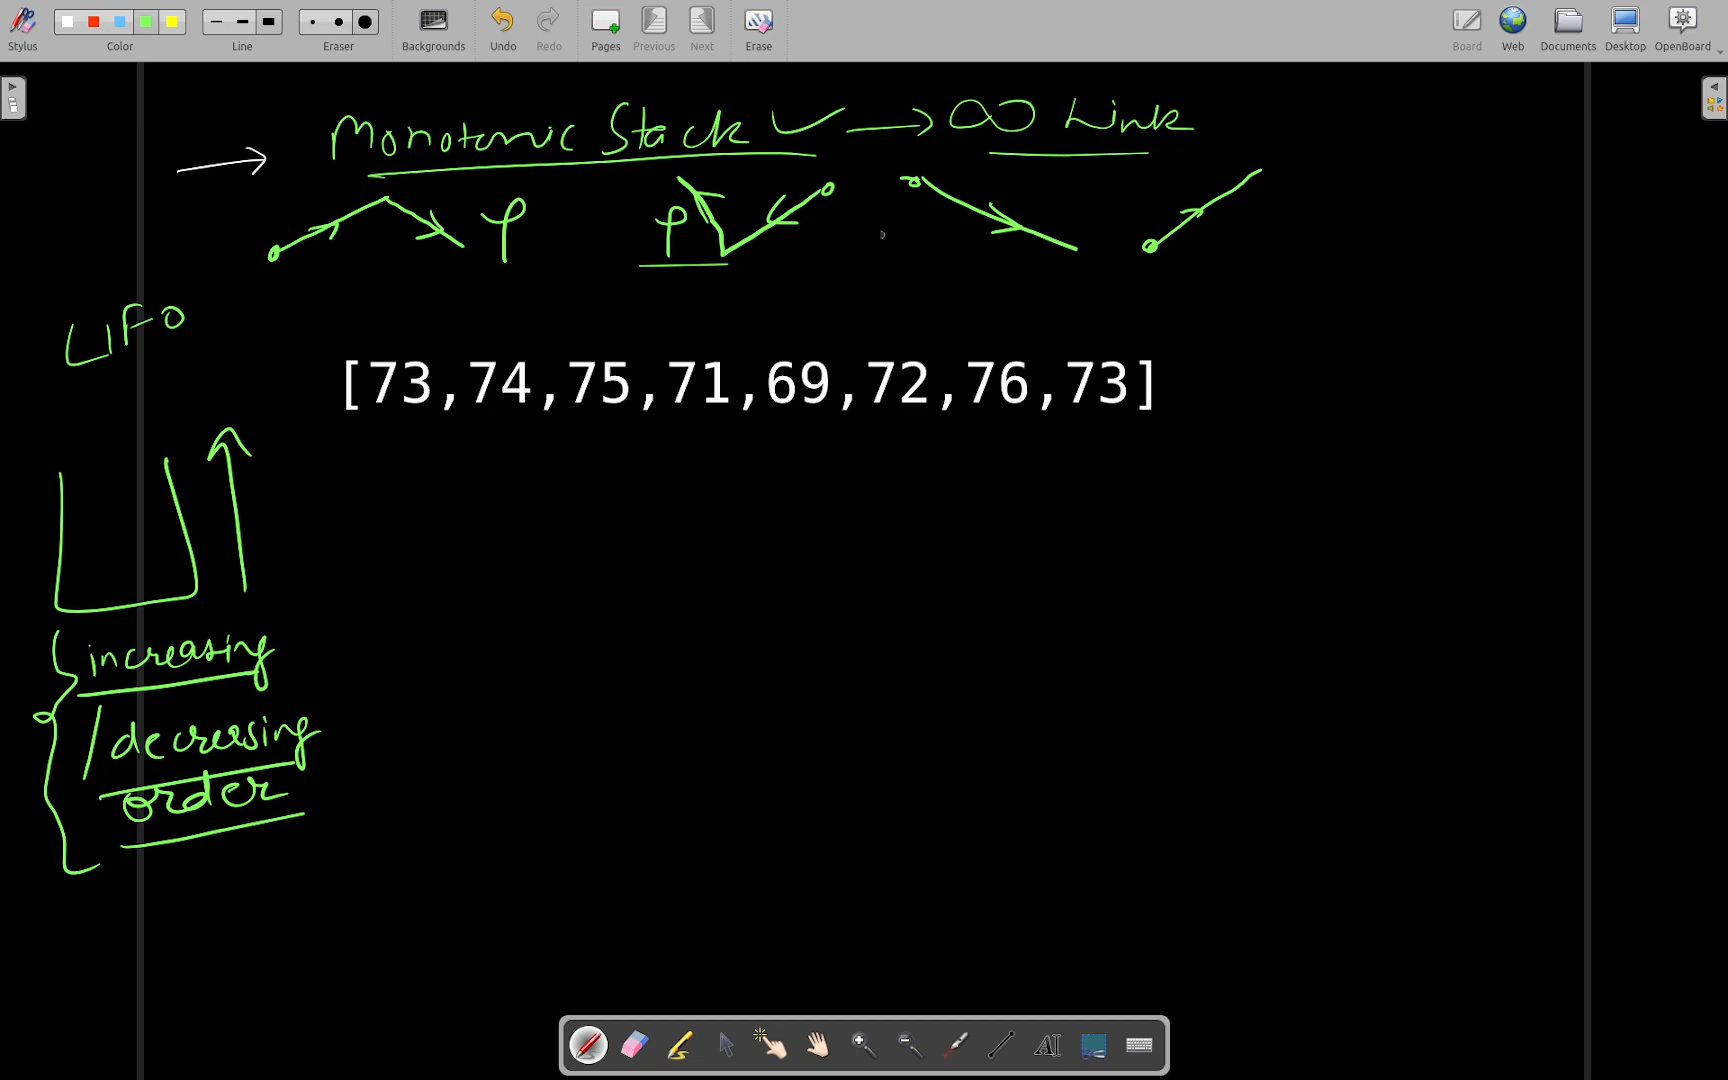 Stylus Color Line Eraser Backgrounds Undo Redo Pages Previous Next Erase Board Web Documents Desktop OpenBoard
Monotonic Stack → ∞ Link
LIFO
[73,74,75,71,69,72,76,73]
increasing
/decreasing
order
AI